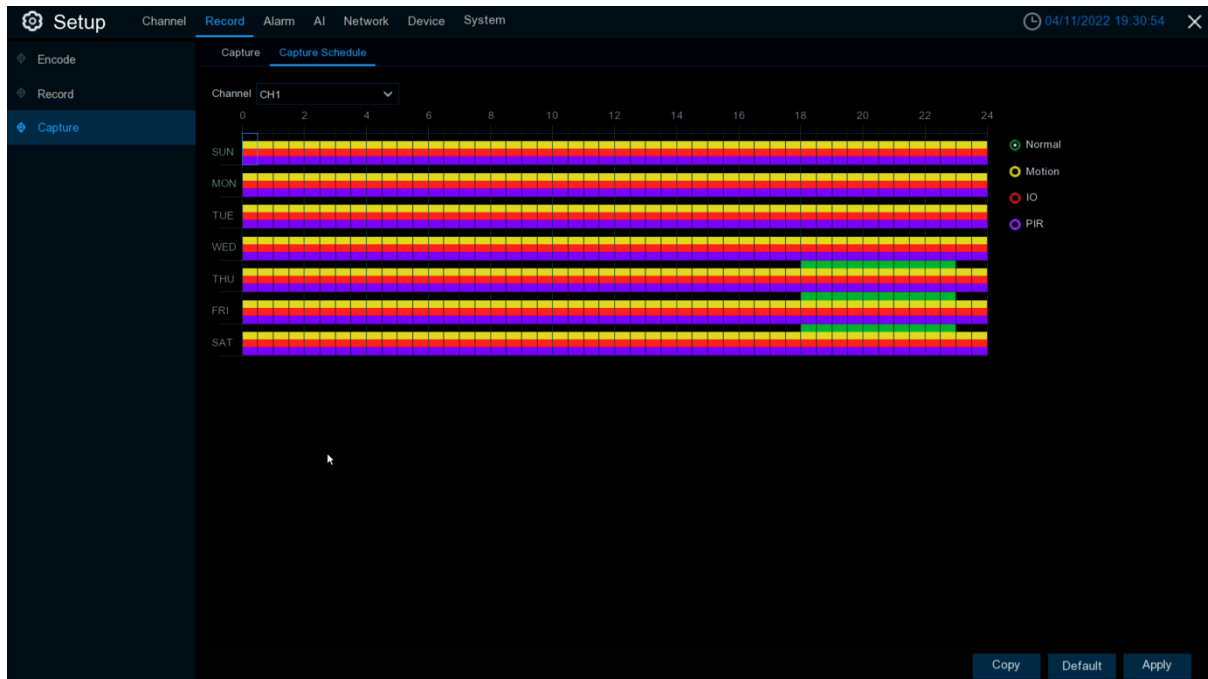 Setup Channel Record Alarm AI Network Device System 04/11/2022 19:30:54
Encode
Record
Capture
Capture Capture Schedule
Channel CH1
0 2 4 6 8 10 12 14 16 18 20 22 24
SUN
MON
TUE
WED
THU
FRI
SAT
Normal
Motion
IO
PIR
Copy Default Apply